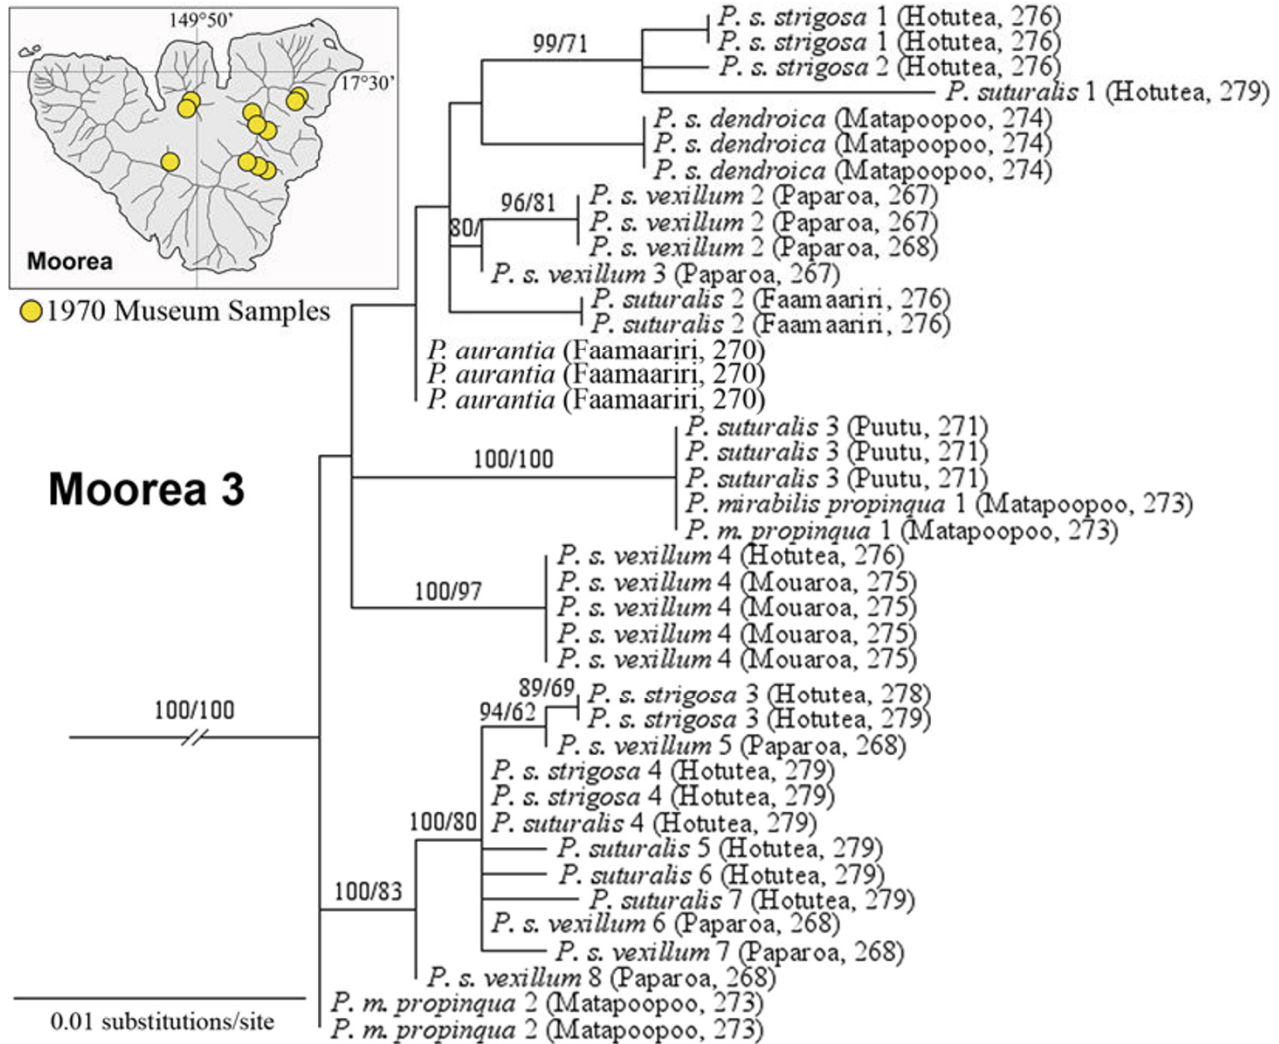 149°50’
17°30’
Moorea
1970 Museum Samples
Moorea 3
99/71
P. s. strigosa 1 (Hotutea, 276)
P. s. strigosa 1 (Hotutea, 276)
P. s. strigosa 2 (Hotutea, 276)
P. suturalis 1 (Hotutea, 279)
P. s. dendroica (Matapoopoo, 274)
P. s. dendroica (Matapoopoo, 274)
P. s. dendroica (Matapoopoo, 274)
80/
96/81
P. s. vexillum 2 (Paparoa, 267)
P. s. vexillum 2 (Paparoa, 267)
P. s. vexillum 2 (Paparoa, 268)
P. s. vexillum 3 (Paparoa, 267)
P. suturalis 2 (Faamaariri, 276)
P. suturalis 2 (Faamaariri, 276)
P. aurantia (Faamaariri, 270)
P. aurantia (Faamaariri, 270)
P. aurantia (Faamaariri, 270)
100/100
P. suturalis 3 (Puutu, 271)
P. suturalis 3 (Puutu, 271)
P. suturalis 3 (Puutu, 271)
P. mirabilis propinqua 1 (Matapoopoo, 273)
P. m. propinqua 1 (Matapoopoo, 273)
100/97
P. s. vexillum 4 (Hotutea, 276)
P. s. vexillum 4 (Mouaroa, 275)
P. s. vexillum 4 (Mouaroa, 275)
P. s. vexillum 4 (Mouaroa, 275)
P. s. vexillum 4 (Mouaroa, 275)
100/100
89/69
94/62
P. s. strigosa 3 (Hotutea, 278)
P. s. strigosa 3 (Hotutea, 279)
P. s. vexillum 5 (Paparoa, 268)
P. s. strigosa 4 (Hotutea, 279)
P. s. strigosa 4 (Hotutea, 279)
100/80
P. suturalis 4 (Hotutea, 279)
P. suturalis 5 (Hotutea, 279)
P. suturalis 6 (Hotutea, 279)
100/83
P. suturalis 7 (Hotutea, 279)
P. s. vexillum 6 (Paparoa, 268)
P. s. vexillum 7 (Paparoa, 268)
P. s. vexillum 8 (Paparoa, 268)
P. m. propinqua 2 (Matapoopoo, 273)
P. m. propinqua 2 (Matapoopoo, 273)
0.01 substitutions/site